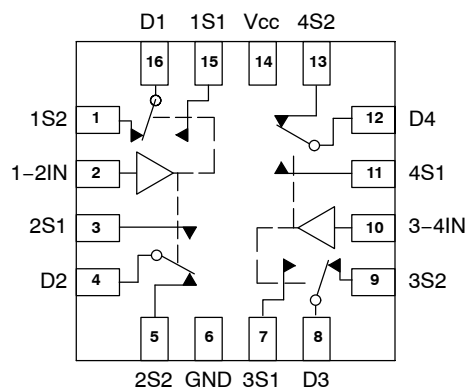 D1 1S1 Vcc 4S2
16 15 14 13
1S2 1 12 D4
1–2IN 2 11 4S1
2S1 3 10 3–4IN
D2 4 9 3S2
5 6 7 8
2S2 GND 3S1 D3